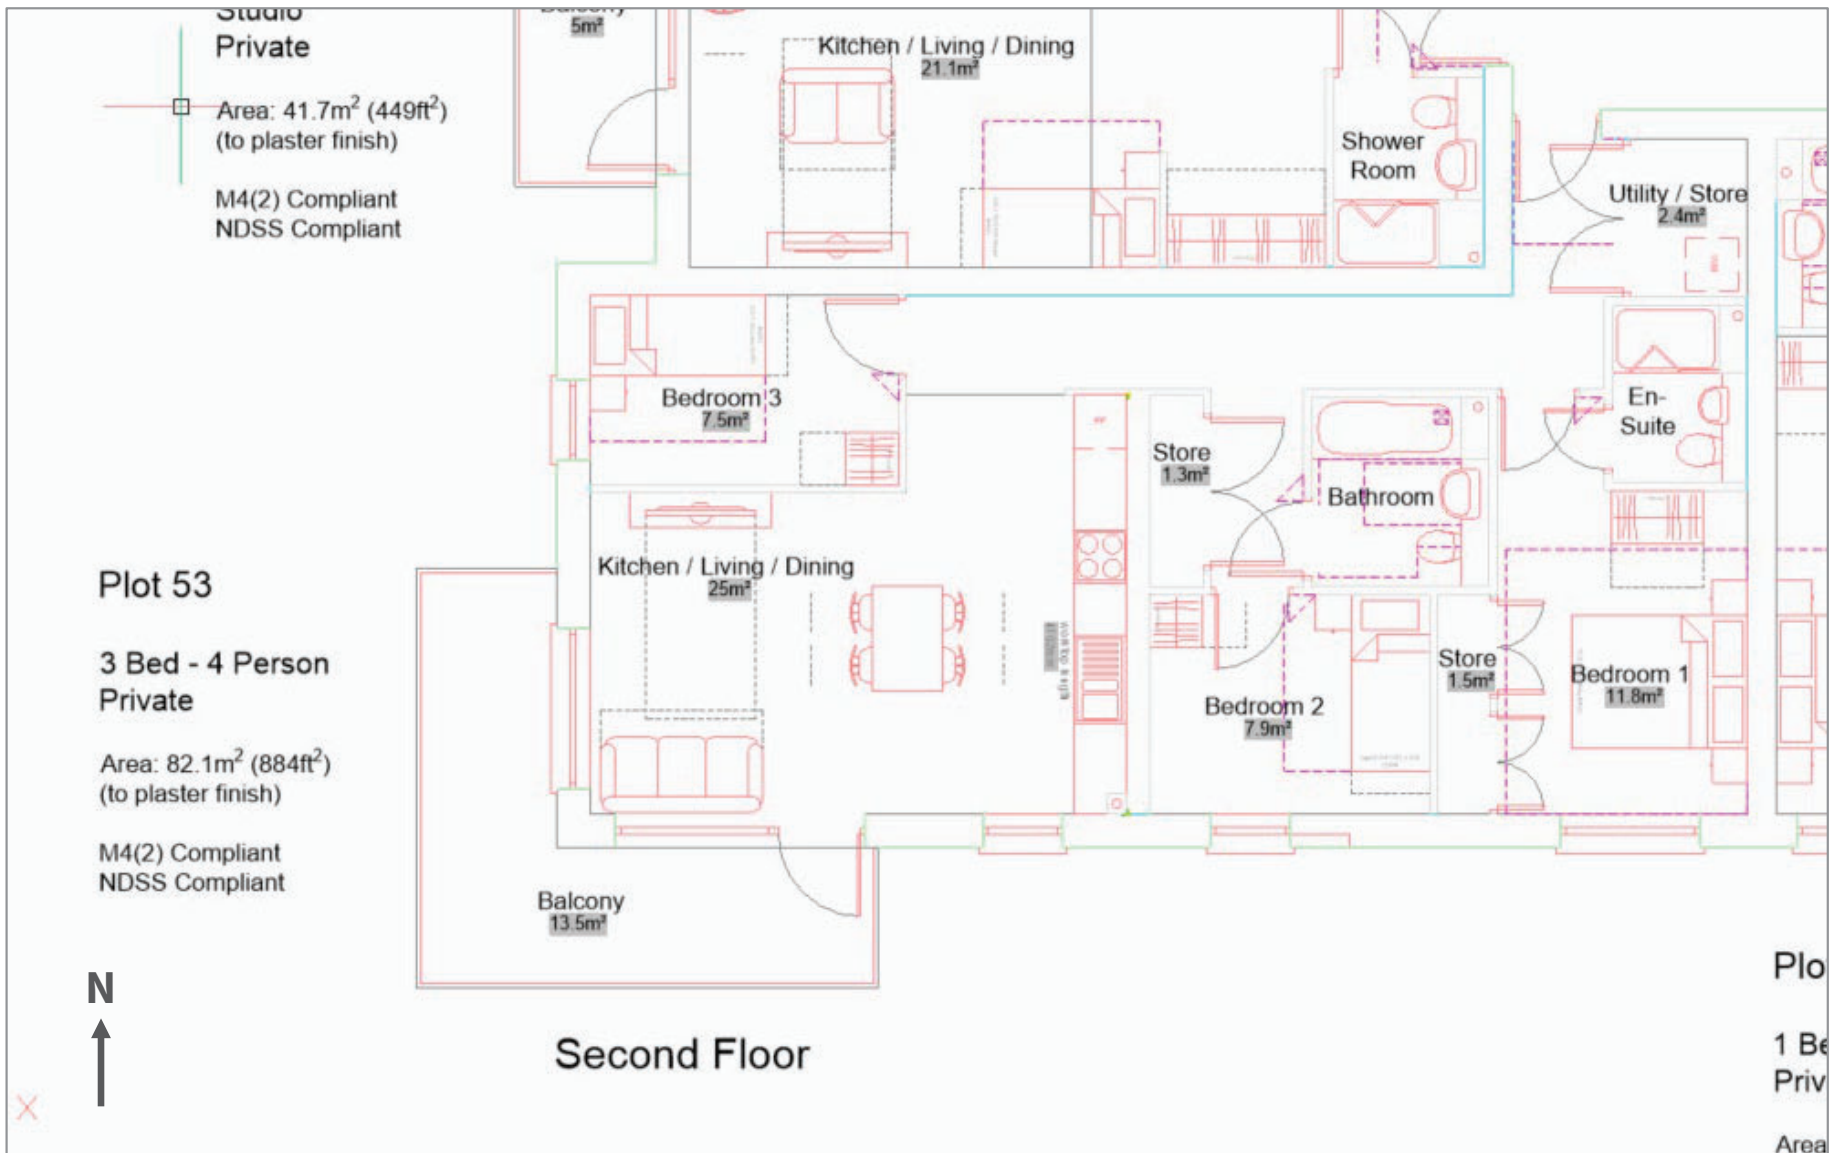 Studio
Private
Area: 41.7m² (449ft²)
(to plaster finish)
M4(2) Compliant
NDSS Compliant
Balcony
5m²
Kitchen / Living / Dining
21.1m²
Shower
Room
Utility / Store
2.4m²
Bedroom 3
7.5m²
En-
Suite
Store
1.3m²
Bathroom
Kitchen / Living / Dining
25m²
Plot 53
3 Bed - 4 Person
Private
Area: 82.1m² (884ft²)
(to plaster finish)
M4(2) Compliant
NDSS Compliant
Store
1.5m²
Bedroom 1
11.8m²
Bedroom 2
7.9m²
Balcony
13.5m²
N
Second Floor
Plo
1 Be
Priv
Area